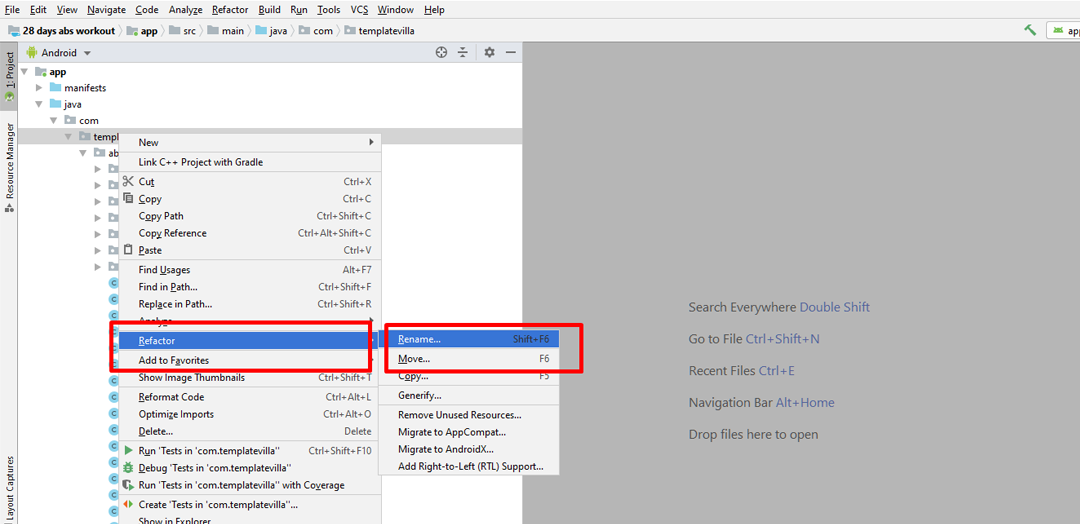 File Edit View Navigate Code Analyze Refactor Build Run Tools VCS Window Help
28 days abs workout app src main java com templatevilla
app
Android
1: Project
Resource Manager
Layout Captures
app
manifests
java
com
templ
ab
New
Link C++ Project with Gradle
Cut Ctrl+X
Copy Ctrl+C
Copy Path Ctrl+Shift+C
Copy Reference Ctrl+Alt+Shift+C
Paste Ctrl+V
Find Usages Alt+F7
Find in Path... Ctrl+Shift+F
Replace in Path... Ctrl+Shift+R
Analyze
Refactor
Add to Favorites
Show Image Thumbnails Ctrl+Shift+T
Reformat Code Ctrl+Alt+L
Optimize Imports Ctrl+Alt+O
Delete... Delete
Run 'Tests in 'com.templatevilla'' Ctrl+Shift+F10
Debug 'Tests in 'com.templatevilla''
Run 'Tests in 'com.templatevilla'' with Coverage
Create 'Tests in 'com.templatevilla''...
Show in Explorer
Rename... Shift+F6
Move... F6
Copy... F5
Generify...
Remove Unused Resources...
Migrate to AppCompat...
Migrate to AndroidX...
Add Right-to-Left (RTL) Support...
Search Everywhere Double Shift
Go to File Ctrl+Shift+N
Recent Files Ctrl+E
Navigation Bar Alt+Home
Drop files here to open